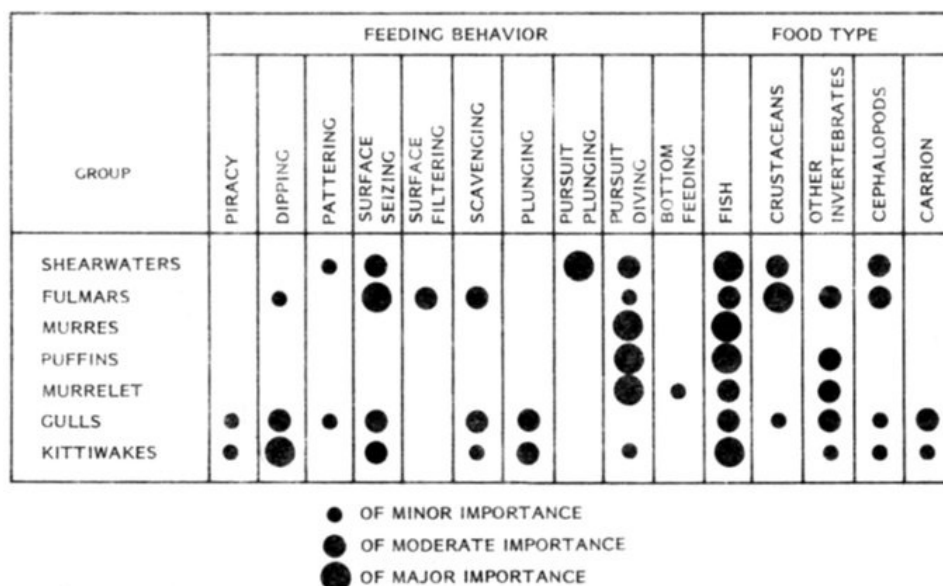 FEEDING BEHAVIOR
FOOD TYPE
GROUP
PIRACY
DIPPING
PATTERING
SURFACE
SEIZING
SURFACE
FILTERING
SCAVENGING
PLUNGING
PURSUIT
PLUNGING
PURSUIT
DIVING
BOTTOM
FEEDING
FISH
CRUSTACEANS
OTHER
INVERTEBRATES
CEPHALOPODS
CARRION
SHEARWATERS
FULMARS
MURRES
PUFFINS
MURRELET
GULLS
KITTIWAKES
OF MINOR IMPORTANCE
OF MODERATE IMPORTANCE
OF MAJOR IMPORTANCE